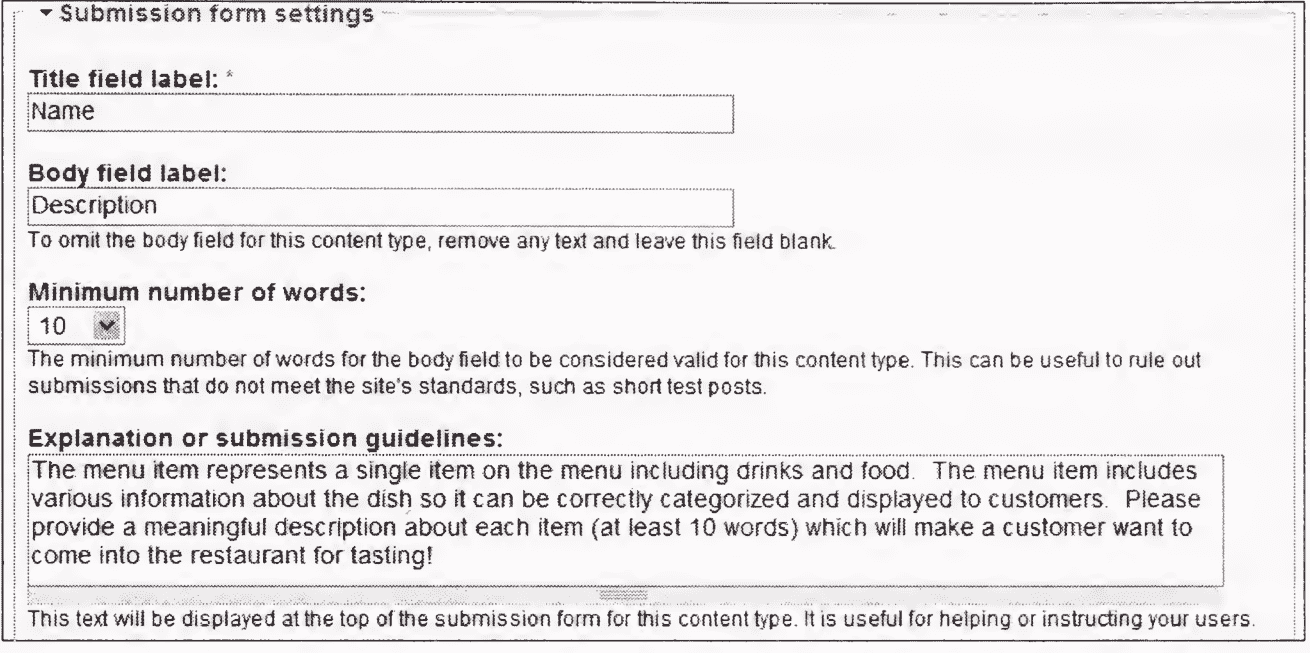 Submission form settings
Title field label: *
Name
Body field label:
Description
To omit the body field for this content type, remove any text and leave this field blank.
Minimum number of words:
10
The minimum number of words for the body field to be considered valid for this content type. This can be useful to rule out
submissions that do not meet the site's standards, such as short test posts.
Explanation or submission guidelines:
The menu item represents a single item on the menu including drinks and food.  The menu item includes
various information about the dish so it can be correctly categorized and displayed to customers.  Please
provide a meaningful description about each item (at least 10 words) which will make a customer want to
come into the restaurant for tasting!
This text will be displayed at the top of the submission form for this content type. It is useful for helping or instructing your users.